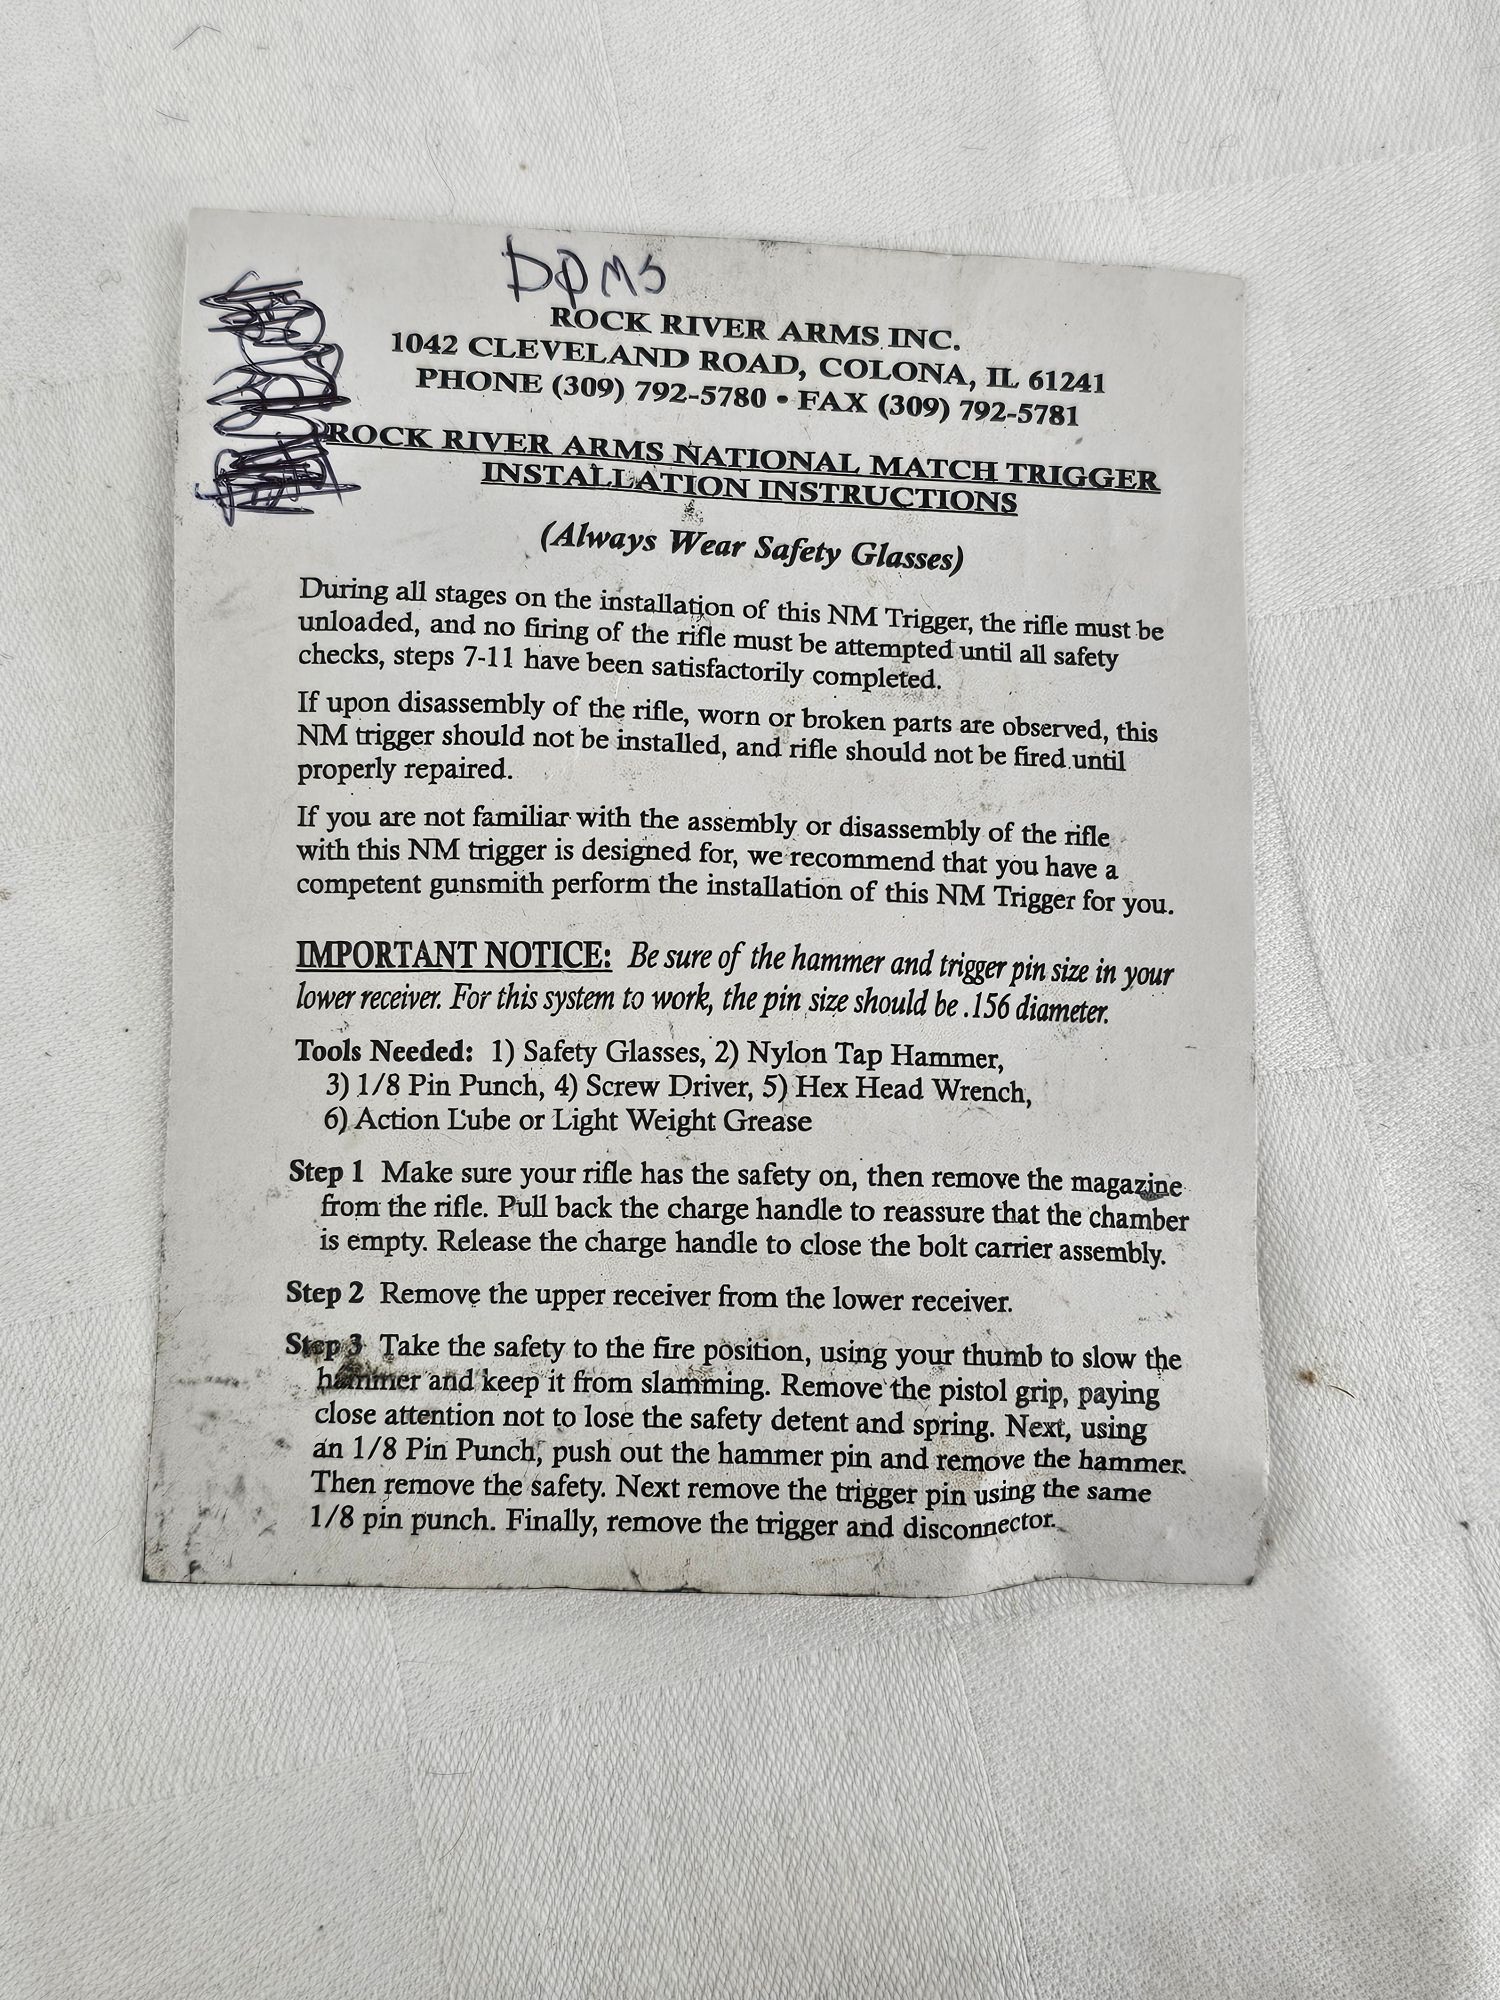 DPMS
ROCK RIVER ARMS INC.
1042 CLEVELAND ROAD, COLONA, IL 61241
PHONE (309) 792-5780 • FAX (309) 792-5781
ROCK RIVER ARMS NATIONAL MATCH TRIGGER
INSTALLATION INSTRUCTIONS
(Always Wear Safety Glasses)
During all stages on the installation of this NM Trigger, the rifle must be
unloaded, and no firing of the rifle must be attempted until all safety
checks, steps 7-11 have been satisfactorily completed.
If upon disassembly of the rifle, worn or broken parts are observed, this
NM trigger should not be installed, and rifle should not be fired until
properly repaired.
If you are not familiar with the assembly or disassembly of the rifle
with this NM trigger is designed for, we recommend that you have a
competent gunsmith perform the installation of this NM Trigger for you.
IMPORTANT NOTICE: Be sure of the hammer and trigger pin size in your
lower receiver. For this system to work, the pin size should be .156 diameter.
Tools Needed: 1) Safety Glasses, 2) Nylon Tap Hammer,
3) 1/8 Pin Punch, 4) Screw Driver, 5) Hex Head Wrench,
6) Action Lube or Light Weight Grease
Step 1 Make sure your rifle has the safety on, then remove the magazine
from the rifle. Pull back the charge handle to reassure that the chamber
is empty. Release the charge handle to close the bolt carrier assembly.
Step 2 Remove the upper receiver from the lower receiver.
Step 3 Take the safety to the fire position, using your thumb to slow the
hammer and keep it from slamming. Remove the pistol grip, paying
close attention not to lose the safety detent and spring. Next, using
an 1/8 Pin Punch, push out the hammer pin and remove the hammer.
Then remove the safety. Next remove the trigger pin using the same
1/8 pin punch. Finally, remove the trigger and disconnector.